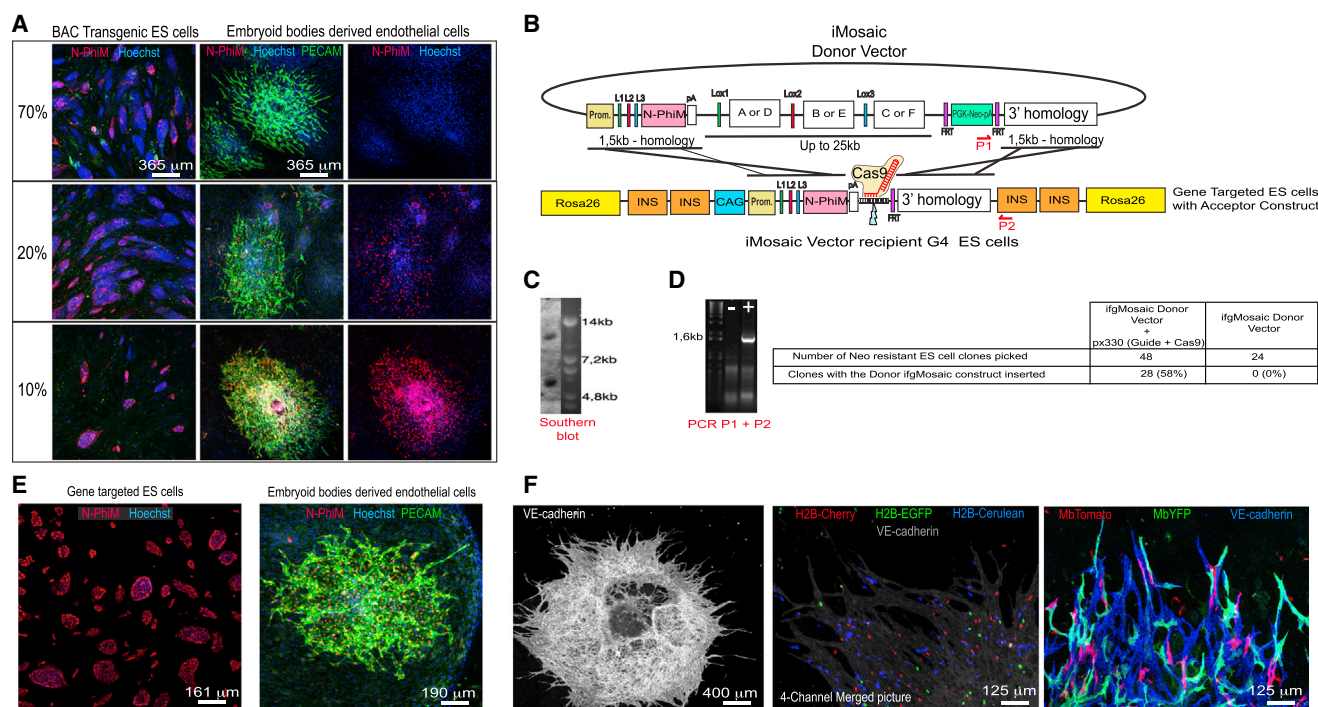 A
BAC Transgenic ES cells
Embryoid bodies derived endothelial cells
N-PhiM Hoechst
N-PhiM Hoechst PECAM
N-PhiM Hoechst
70%
365 µm
365 µm
20%
10%
B
iMosaic
Donor Vector
Prom.
L1
L2
L3
N-PhiM
pA
Lox1
A or D
Lox2
B or E
Lox3
C or F
FRT
PGK-Neo-pA
FRT
3' homology
P1
1,5kb - homology
Up to 25kb
1,5kb - homology
Cas9
Rosa26
INS
INS
CAG
Prom.
L1
L2
L3
N-PhiM
pA
FRT
3' homology
INS
INS
Rosa26
P2
Gene Targeted ES cells
with Acceptor Construct
iMosaic Vector recipient G4 ES cells
C
14kb
7,2kb
4,8kb
Southern
blot
D
- +
1,6kb
PCR P1 + P2
ifgMosaic Donor
Vector
+
px330 (Guide + Cas9)
ifgMosaic Donor
Vector
Number of Neo resistant ES cell clones picked 48 24
Clones with the Donor ifgMosaic construct inserted 28 (58%) 0 (0%)
E
Gene targeted ES cells
N-PhiM Hoechst
161 µm
Embryoid bodies derived endothelial cells
N-PhiM Hoechst PECAM
190 µm
F
VE-cadherin
400 µm
H2B-Cherry H2B-EGFP H2B-Cerulean
VE-cadherin
4-Channel Merged picture
125 µm
MbTomato MbYFP VE-cadherin
125 µm